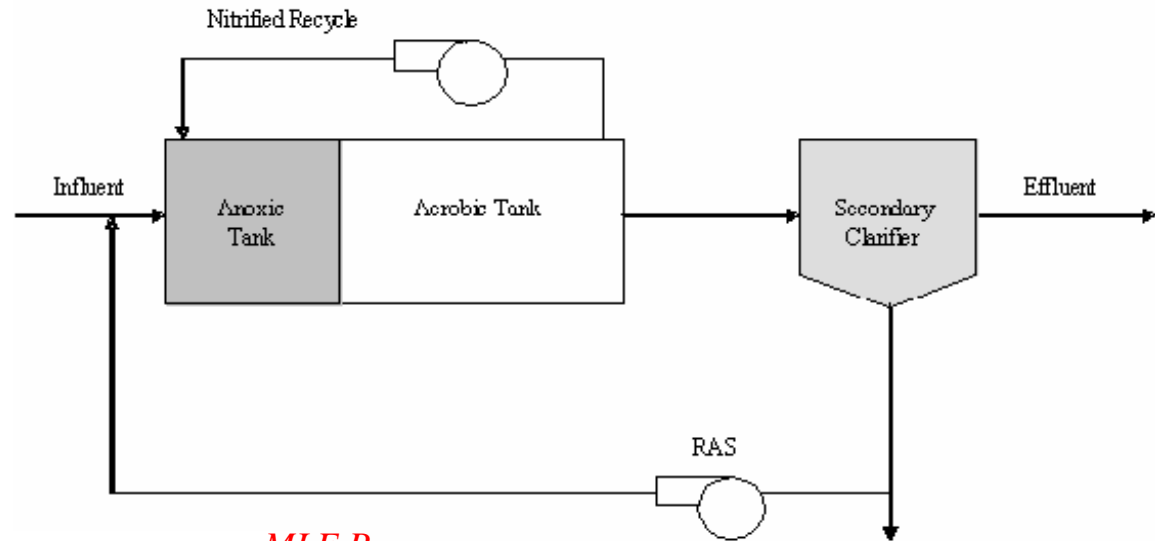 Nitrified Recycle
Influent
Anoxic
Tank
Aerobic Tank
Secondary
Clarifier
Effluent
RAS